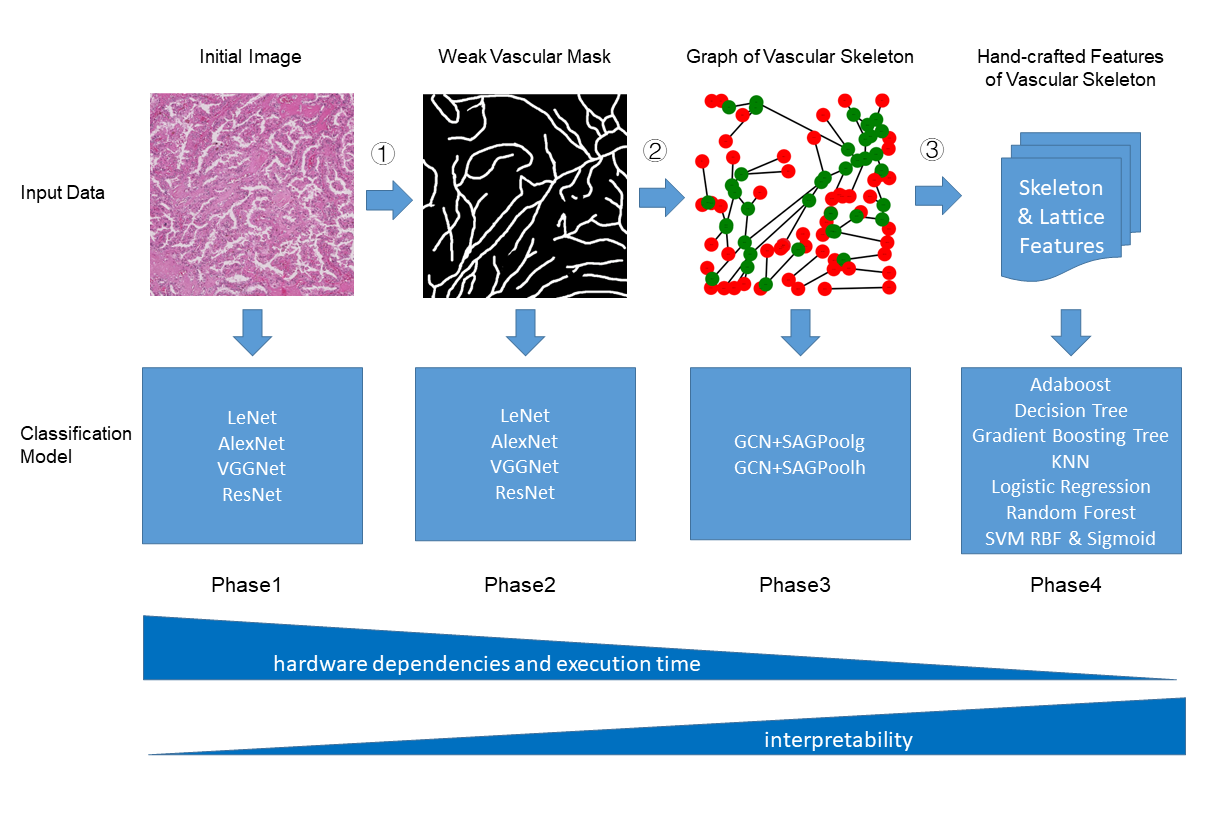 Initial Image
Weak Vascular Mask
Graph of Vascular Skeleton
Hand-crafted Features
of Vascular Skeleton
Input Data
①
②
③
Skeleton
& Lattice
Features
Classification
Model
LeNet
AlexNet
VGGNet
ResNet
LeNet
AlexNet
VGGNet
ResNet
GCN+SAGPoolg
GCN+SAGPoolh
Adaboost
Decision Tree
Gradient Boosting Tree
KNN
Logistic Regression
Random Forest
SVM RBF & Sigmoid
Phase1
Phase2
Phase3
Phase4
hardware dependencies and execution time
interpretability